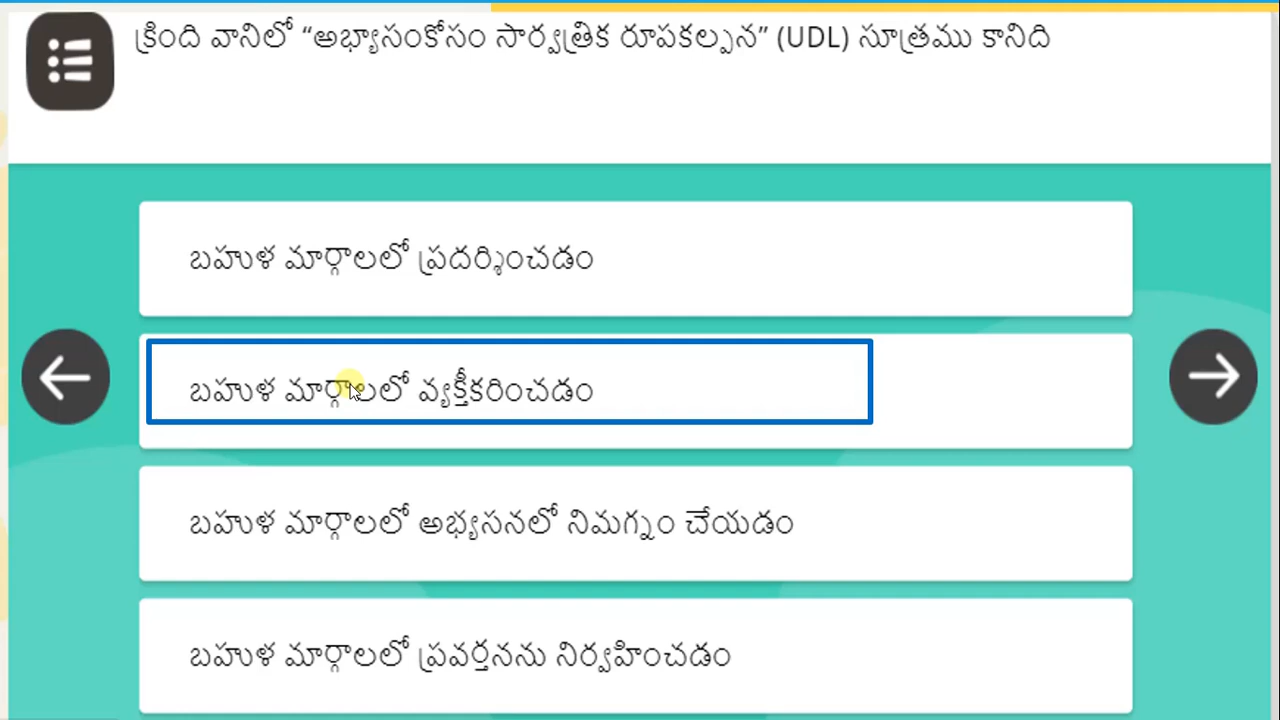 క్రింది వానిలో “అభ్యాసంకోసం సార్వత్రిక రూపకల్పన” (UDL) సూత్రము కానిది
బహుళ మార్గాలలో ప్రదర్శించడం
బహుళ మార్గాలలో వ్యక్తీకరించడం
బహుళ మార్గాలలో అభ్యసనలో నిమగ్నం చేయడం
బహుళ మార్గాలలో ప్రవర్తనను నిర్వహించడం